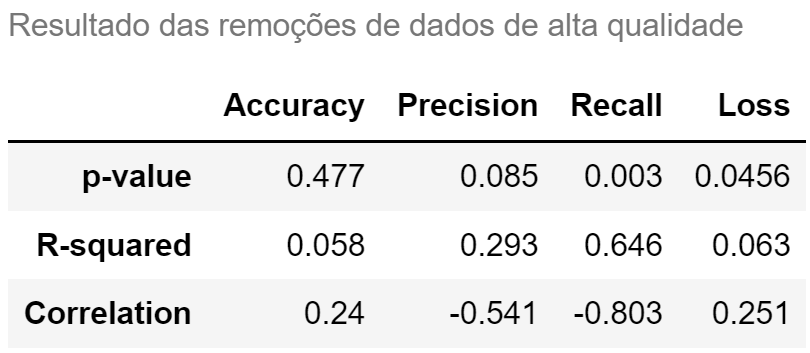 Resultado das remoções de dados de alta qualidade
Accuracy Precision Recall Loss
p-value 0.477 0.085 0.003 0.0456
R-squared 0.058 0.293 0.646 0.063
Correlation 0.24 -0.541 -0.803 0.251